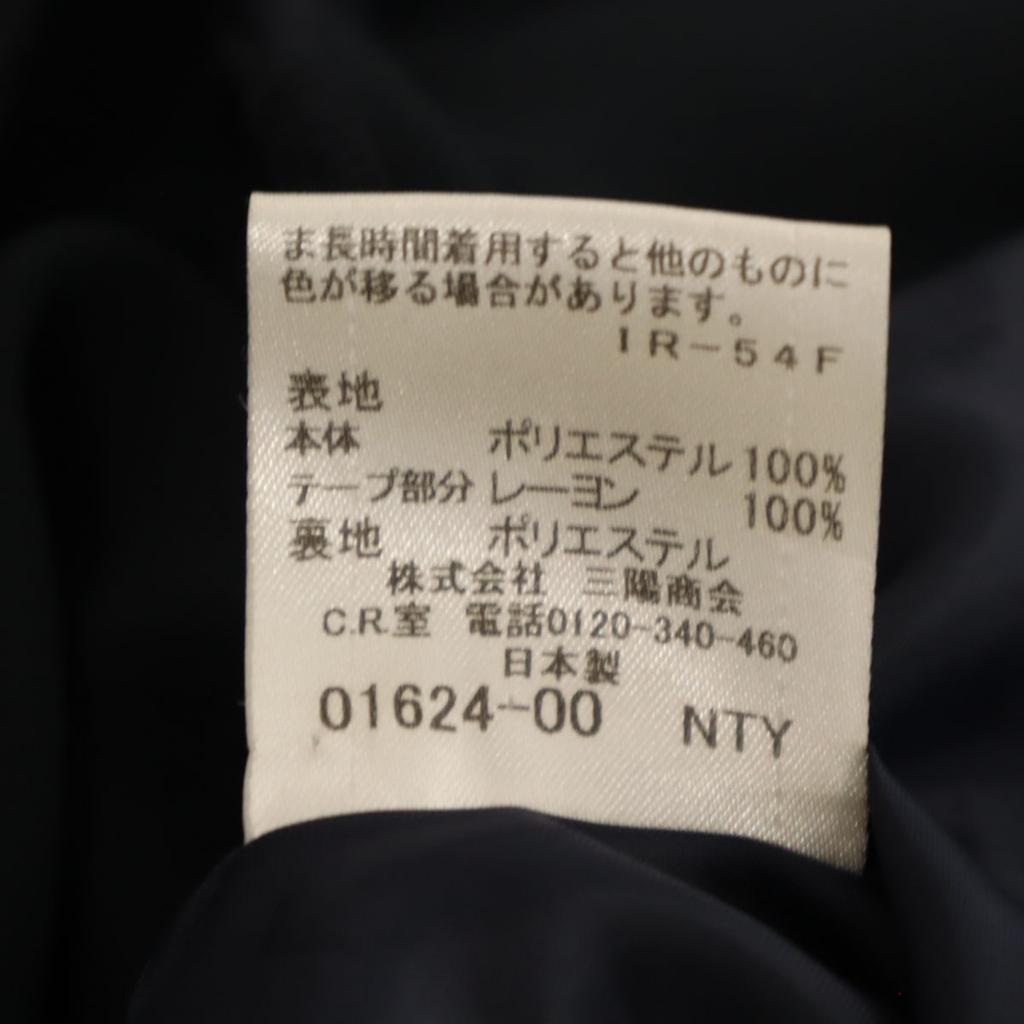 ま長時間着用すると他のものに
色が移る場合があります。
IR-54F
表地
本体 ポリエステル 100%
テープ部分 レーヨン 100%
裏地 ポリエステル
株式会社 三陽商会
C.R.室 電話0120-340-460
日本製
01624-00 NTY